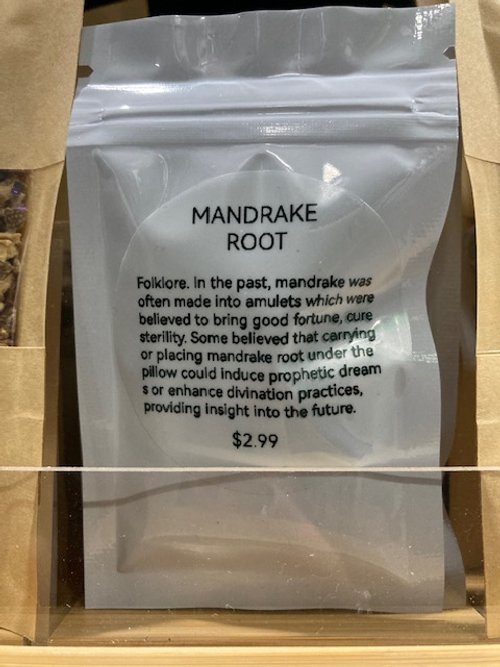 MANDRAKE
ROOT
Folklore. In the past, mandrake was
often made into amulets which were
believed to bring good fortune, cure
sterility. Some believed that carrying
or placing mandrake root under the
pillow could induce prophetic dream
s or enhance divination practices,
providing insight into the future.
$2.99